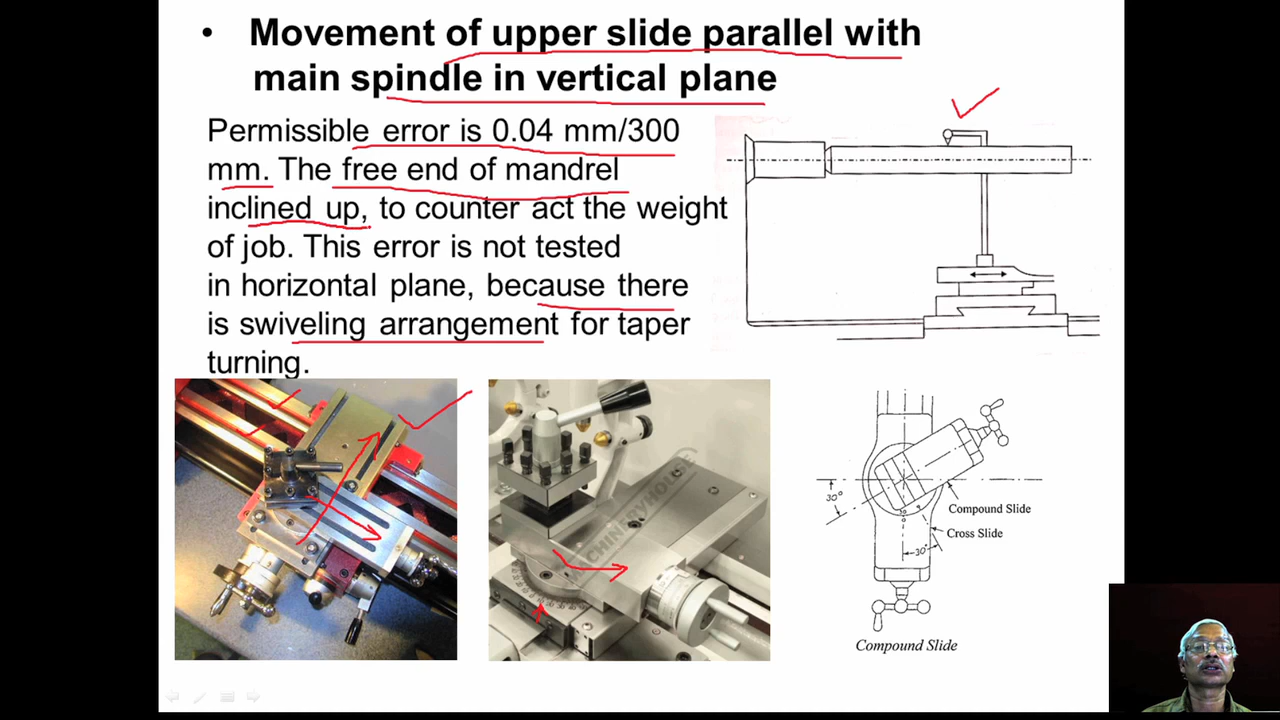 • Movement of upper slide parallel with
main spindle in vertical plane
Permissible error is 0.04 mm/300
mm. The free end of mandrel
inclined up, to counter act the weight
of job. This error is not tested
in horizontal plane, because there
is swiveling arrangement for taper
turning.
30°
Compound Slide
Cross Slide
30°
Compound Slide